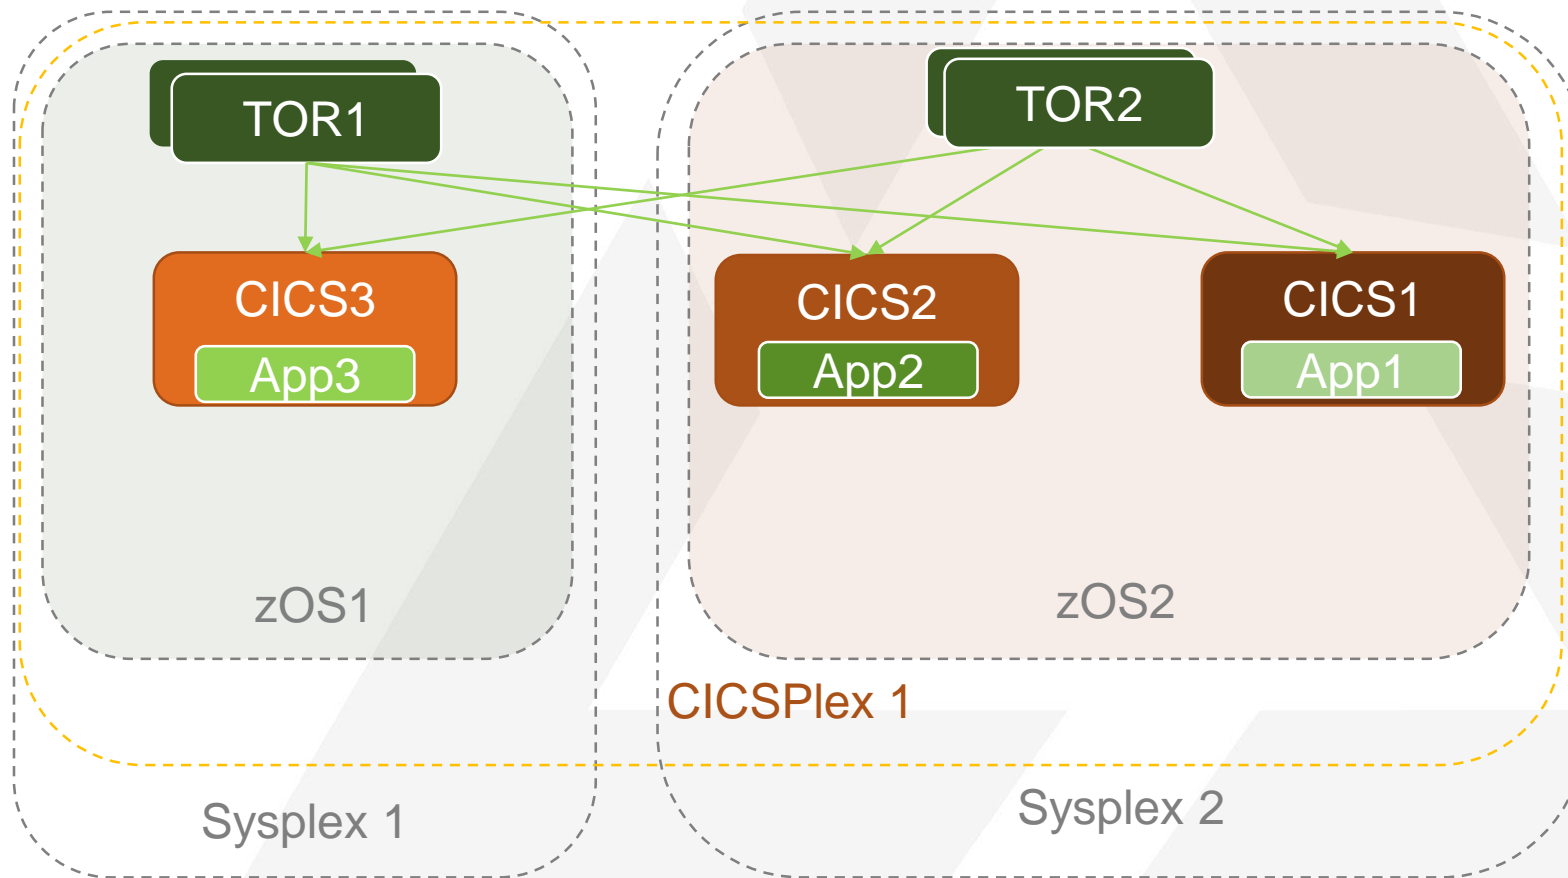 TOR1
TOR2
CICS3
App3
CICS2
App2
CICS1
App1
zOS1
zOS2
CICSPlex 1
Sysplex 1
Sysplex 2